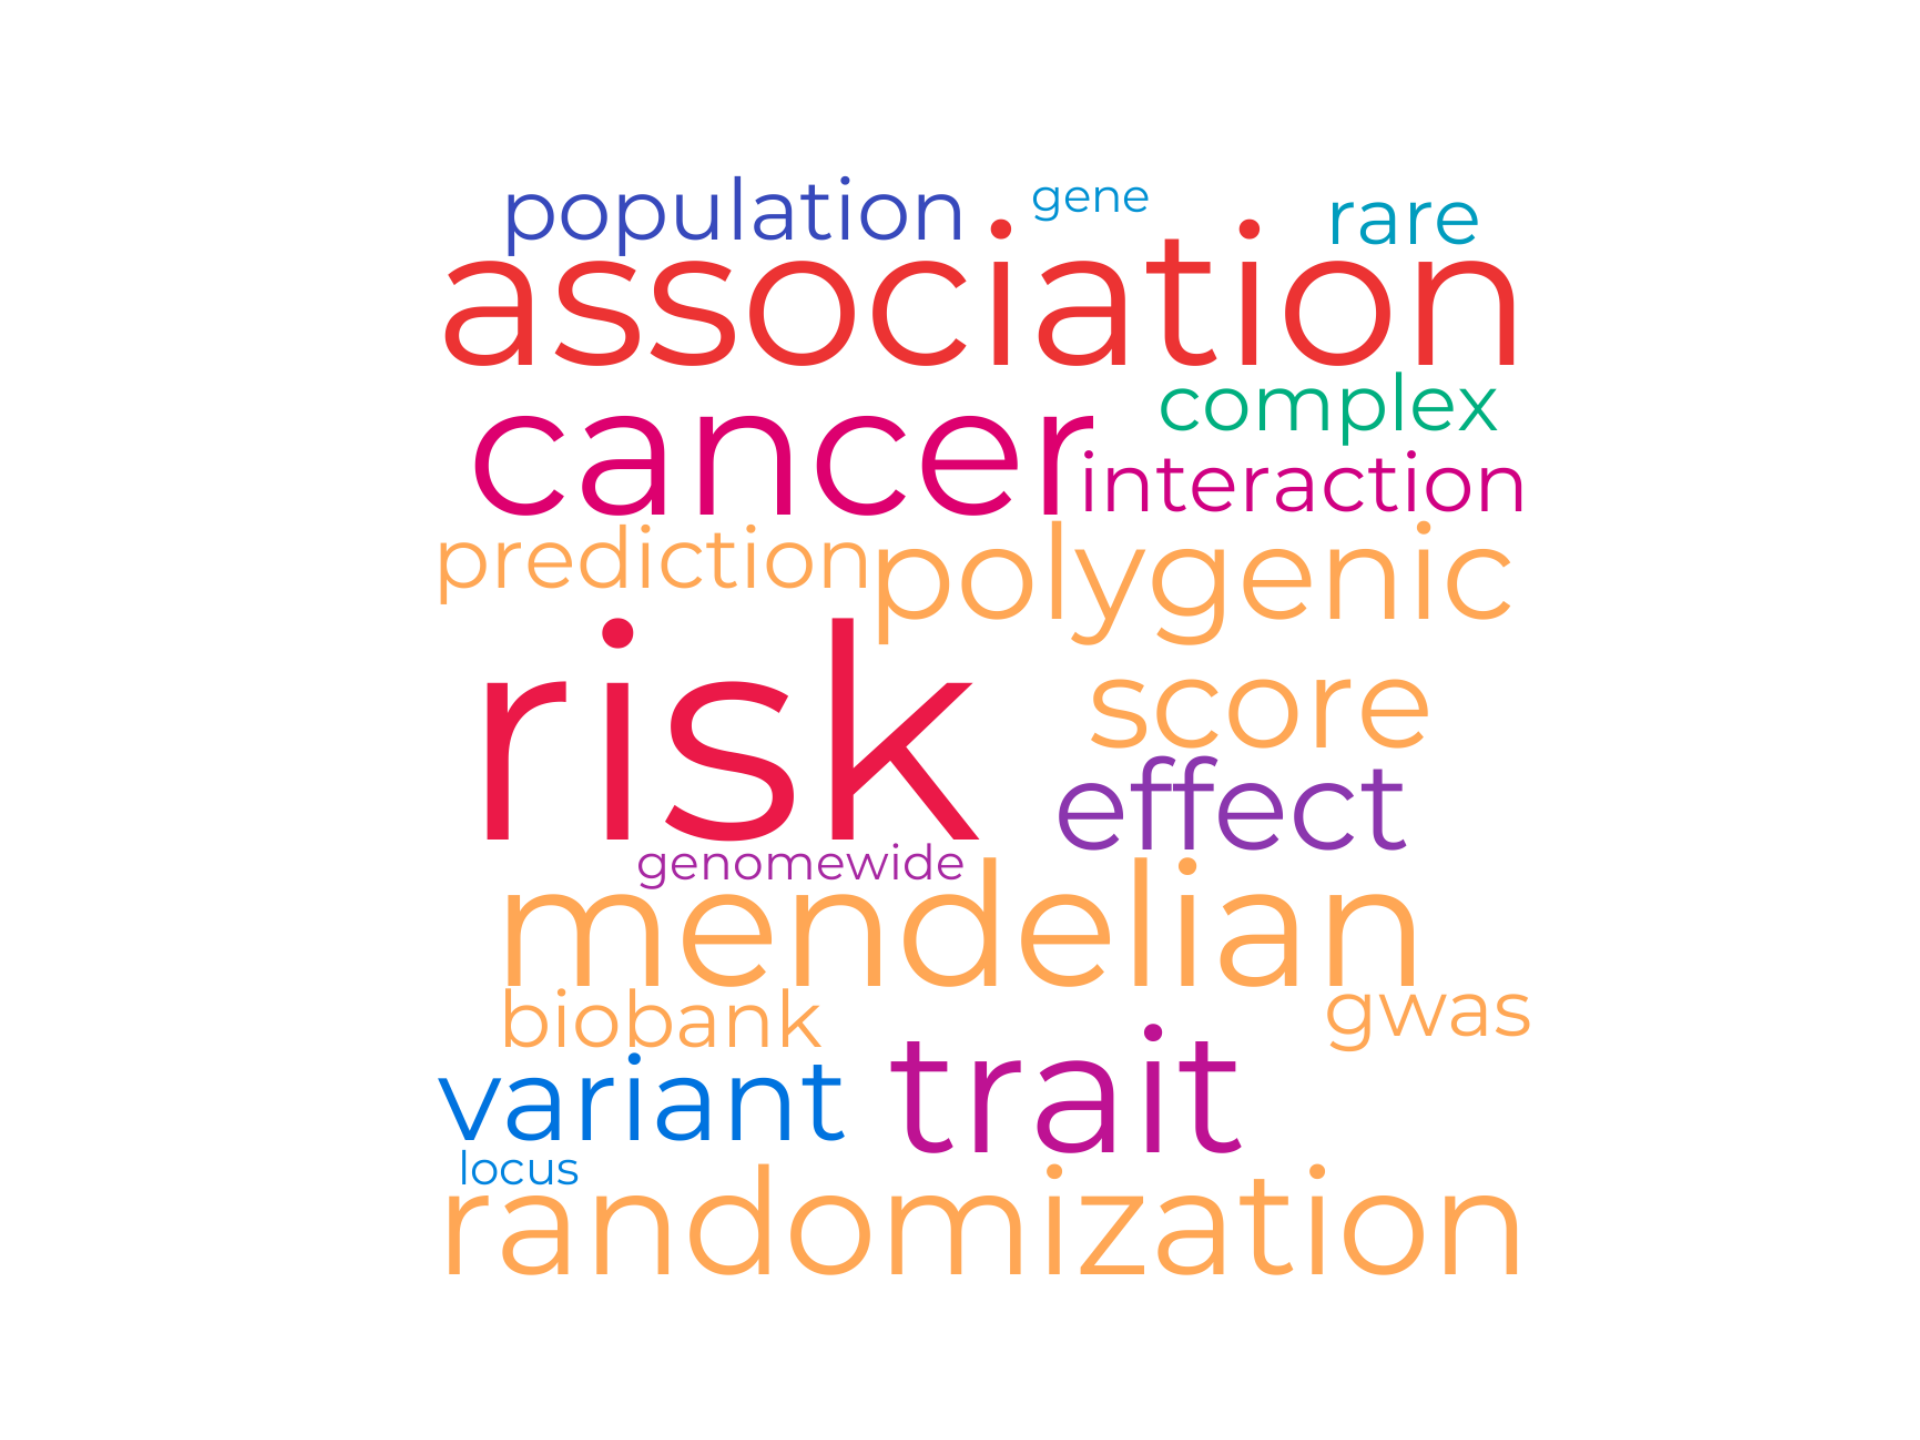 population gene rare
association
cancer complex
interaction
prediction polygenic
risk score
effect
genomewide
mendelian
biobank gwas
variant trait
locus
randomization